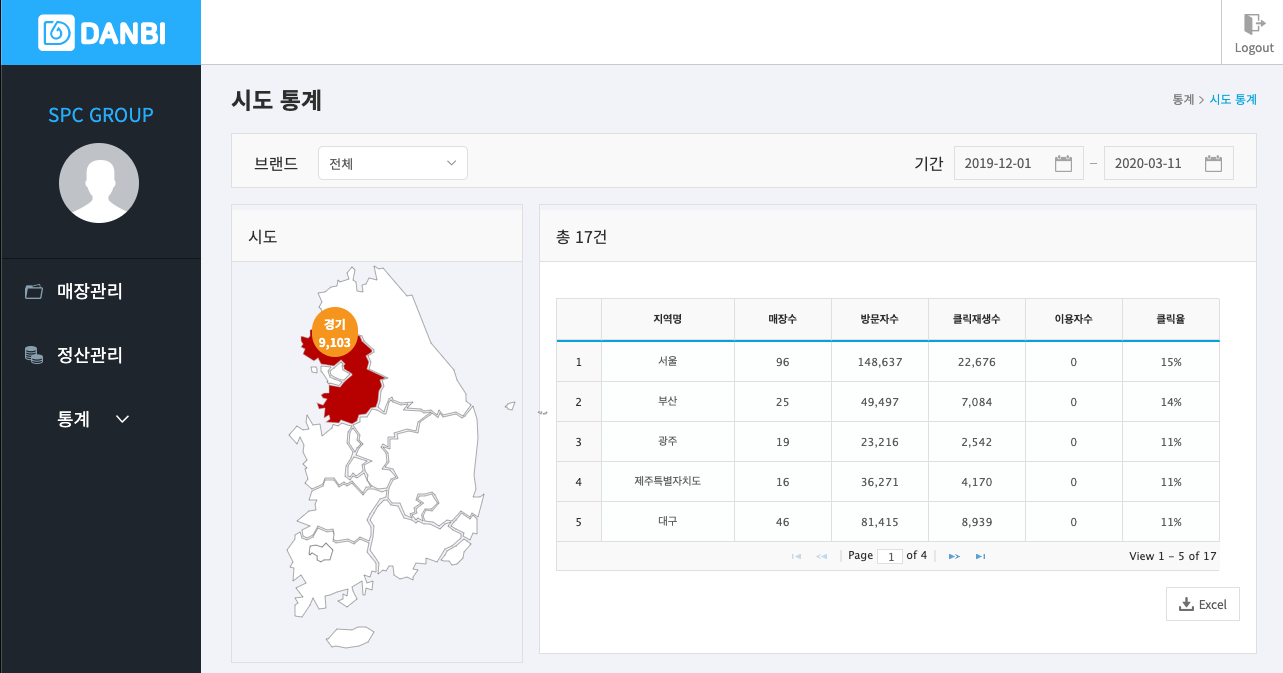 DANBI
Logout
SPC GROUP
매장관리
정산관리
통계
시도 통계
통계 > 시도 통계
브랜드 전체
기간 2019-12-01 – 2020-03-11
시도
경기
9,103
총 17건
지역명 매장수 방문자수 클릭재생수 이용자수 클릭율
1 서울 96 148,637 22,676 0 15%
2 부산 25 49,497 7,084 0 14%
3 광주 19 23,216 2,542 0 11%
4 제주특별자치도 16 36,271 4,170 0 11%
5 대구 46 81,415 8,939 0 11%
Page 1 of 4
View 1 – 5 of 17
Excel